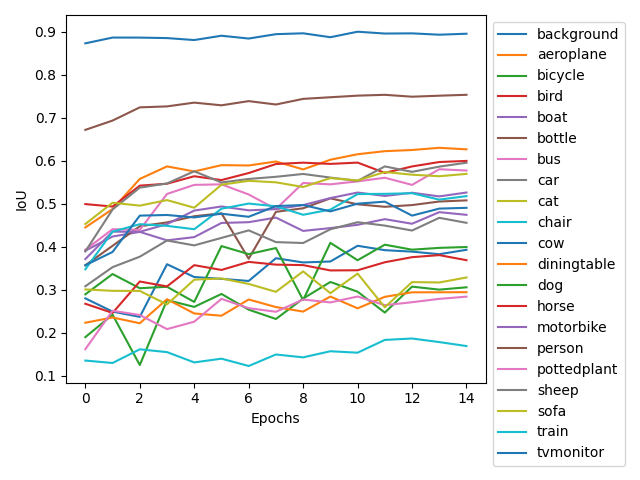 0.9
0.8
0.7
0.6
0.5
0.4
0.3
0.2
0.1
IoU
0 2 4 6 8 10 12 14
Epochs
background
aeroplane
bicycle
bird
boat
bottle
bus
car
cat
chair
cow
diningtable
dog
horse
motorbike
person
pottedplant
sheep
sofa
train
tvmonitor